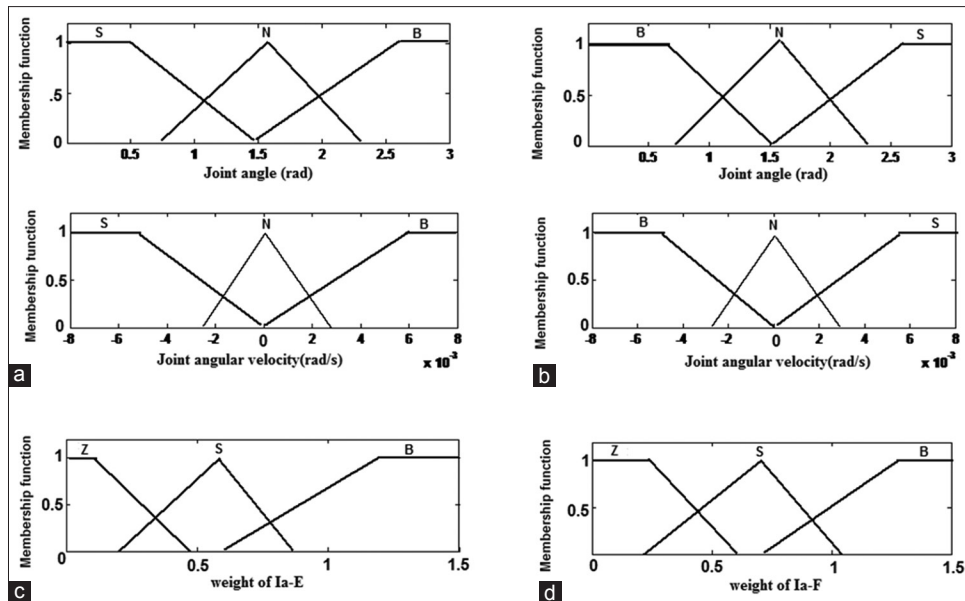 S N B
Membership function
1
.5
0
0.5 1 1.5 2 2.5 3
Joint angle (rad)
B N S
Membership function
1
0.5
0
0.5 1 1.5 2 2.5 3
Joint angle (rad)
S N B
Membership function
1
0.5
0
-8 -6 -4 -2 0 2 4 6 8
Joint angular velocity(rad/s)
x 10⁻³
a
B N S
Membership function
1
0.5
0
-8 -6 -4 -2 0 2 4 6 8
Joint angular velocity(rad/s)
x 10⁻³
b
Z S B
Membership function
1
0.5
0
0.5 1 1.5
weight of Ia-E
c
Z S B
Membership function
1
0.5
0 0.5 1 1.5
weight of Ia-F
d